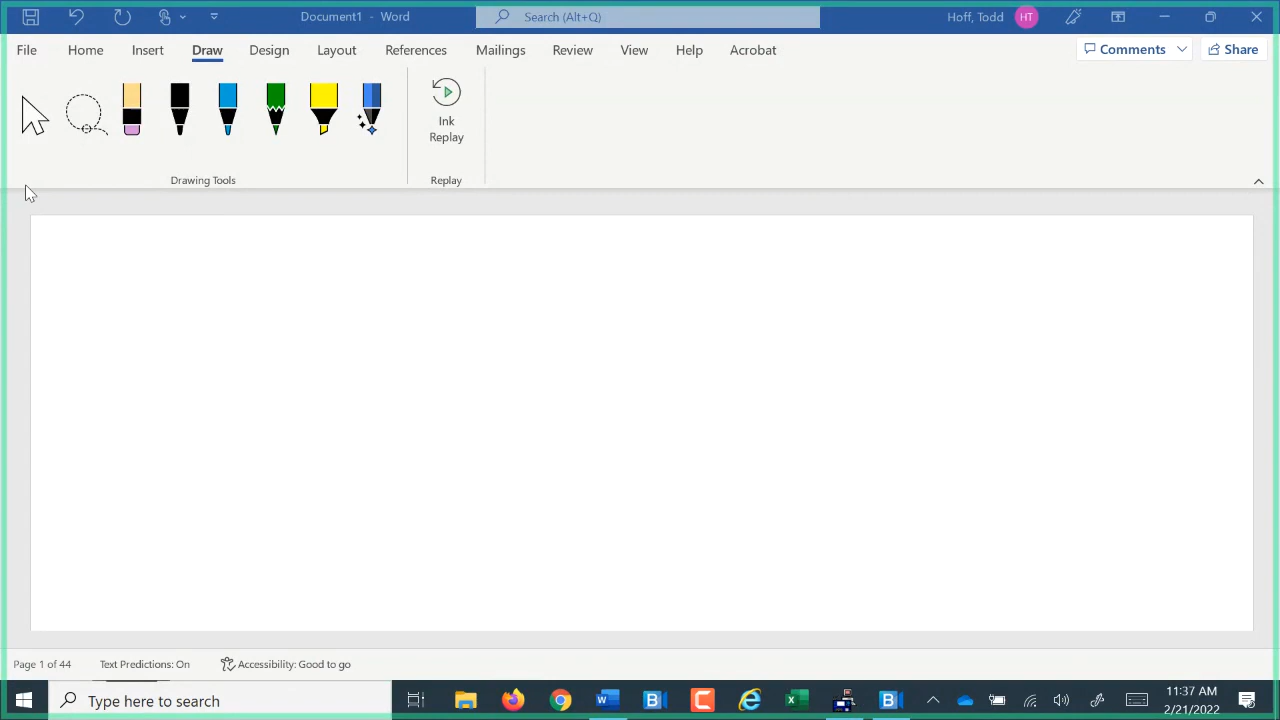 Document1 - Word
Search (Alt+Q)
Hoff, Todd
HT
File
Home
Insert
Draw
Design
Layout
References
Mailings
Review
View
Help
Acrobat
Comments
Share
Ink
Replay
Drawing Tools
Replay
Page 1 of 44
Text Predictions: On
Accessibility: Good to go
Type here to search
11:37 AM
2/21/2022